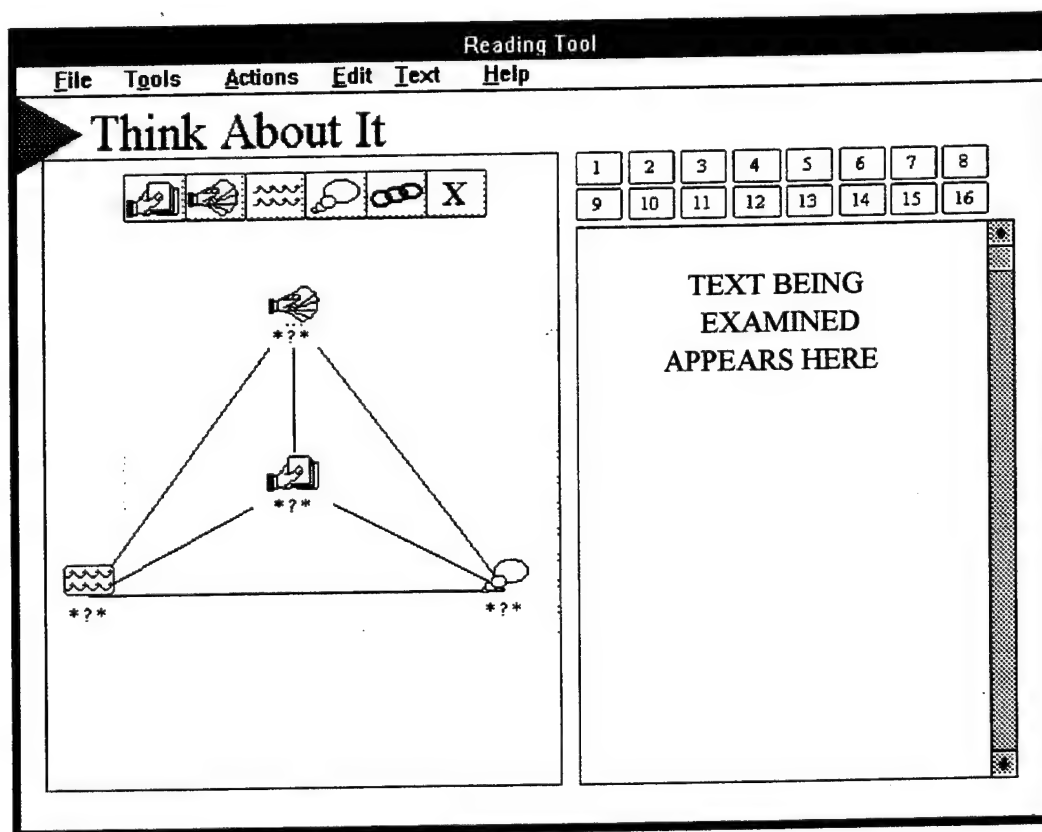 Reading Tool
File Tools Actions Edit Text Help
Think About It
X
1 2 3 4 5 6 7 8
9 10 11 12 13 14 15 16
TEXT BEING
EXAMINED
APPEARS HERE
*?*
*?*
*?*
*?*